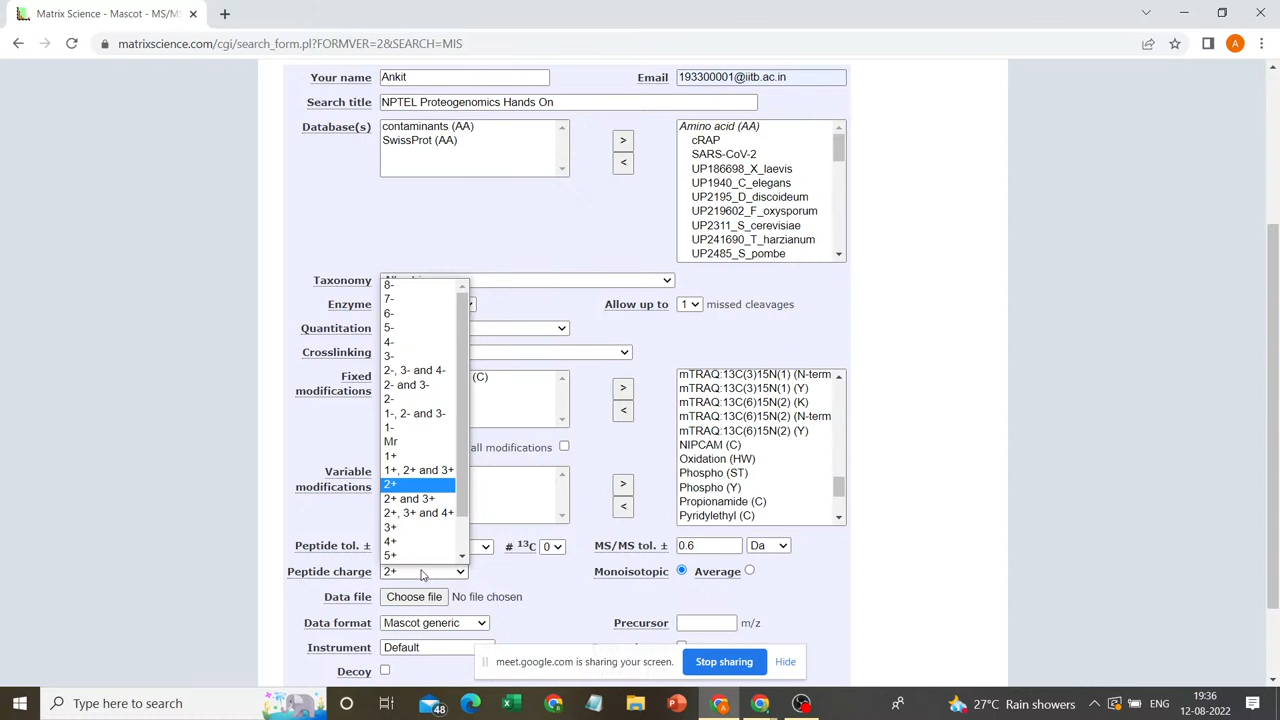 Matrix Science - Mascot - MS/MS
matrixscience.com/cgi/search_form.pl?FORMVER=2&SEARCH=MIS
A
Your name Ankit Email 193300001@iitb.ac.in
Search title NPTEL Proteogenomics Hands On
Database(s) contaminants (AA) > Amino acid (AA)
SwissProt (AA) cRAP
< SARS-CoV-2
UP186698_X_laevis
UP1940_C_elegans
UP2195_D_discoideum
UP219602_F_oxysporum
UP2311_S_cerevisiae
UP241690_T_harzianum
UP2485_S_pombe
Taxonomy
8-
7-
Enzyme Allow up to 1 missed cleavages
6-
Quantitation 5-
4-
Crosslinking 3-
2-, 3- and 4-
2- and 3-
2-
1-, 2- and 3-
1-
Mr
1+
1+, 2+ and 3+
2+
2+ and 3+
2+, 3+ and 4+
3+
4+
5+
Fixed modifications (C) > <
all modifications
mTRAQ:13C(3)15N(1) (N-term
mTRAQ:13C(3)15N(1) (Y)
mTRAQ:13C(6)15N(2) (K)
mTRAQ:13C(6)15N(2) (N-term
mTRAQ:13C(6)15N(2) (Y)
NIPCAM (C)
Oxidation (HW)
Phospho (ST)
Phospho (Y)
Propionamide (C)
Pyridylethyl (C)
Variable modifications > <
Peptide tol. ± # 13C 0 MS/MS tol. ± 0.6 Da
Peptide charge 2+ Monoisotopic Average
Data file Choose file No file chosen
Data format Mascot generic Precursor m/z
Instrument Default
Decoy
meet.google.com is sharing your screen. Stop sharing Hide
Type here to search 48 27°C Rain showers ENG 19:36
12-08-2022